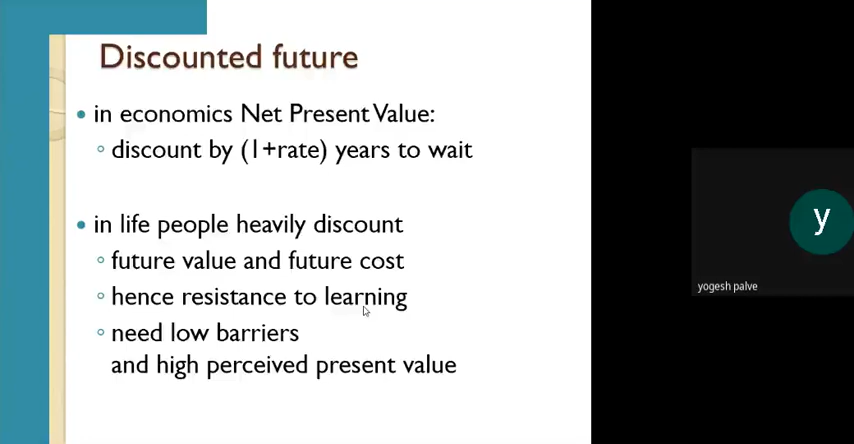 Discounted future
• in economics Net Present Value:
◦ discount by (1+rate) years to wait
• in life people heavily discount
◦ future value and future cost
◦ hence resistance to learning
◦ need low barriers
and high perceived present value
y
yogesh palve